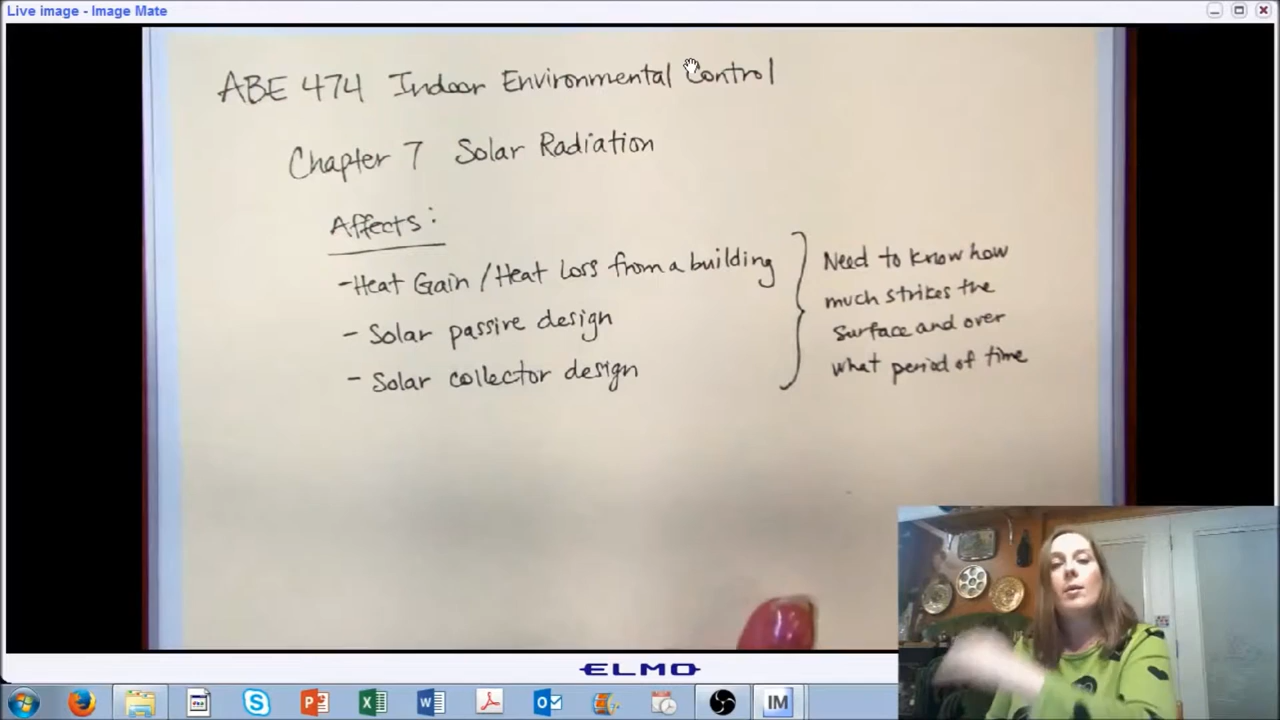 Live image - Image Mate
ABE 474 Indoor Environmental Control
Chapter 7 Solar Radiation
Affects:
- Heat Gain / Heat Loss from a building
- Solar passive design
- Solar collector design
Need to know how
much strikes the
surface and over
what period of time
ELMO
IM